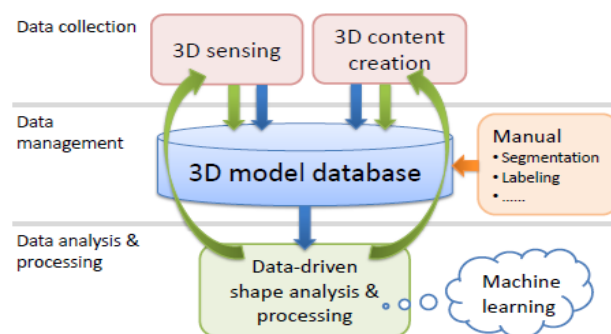 Data collection
3D sensing
3D content
creation
Data
management
3D model database
Manual
• Segmentation
• Labeling
• ......
Data analysis &
processing
Data-driven
shape analysis &
processing
Machine
learning